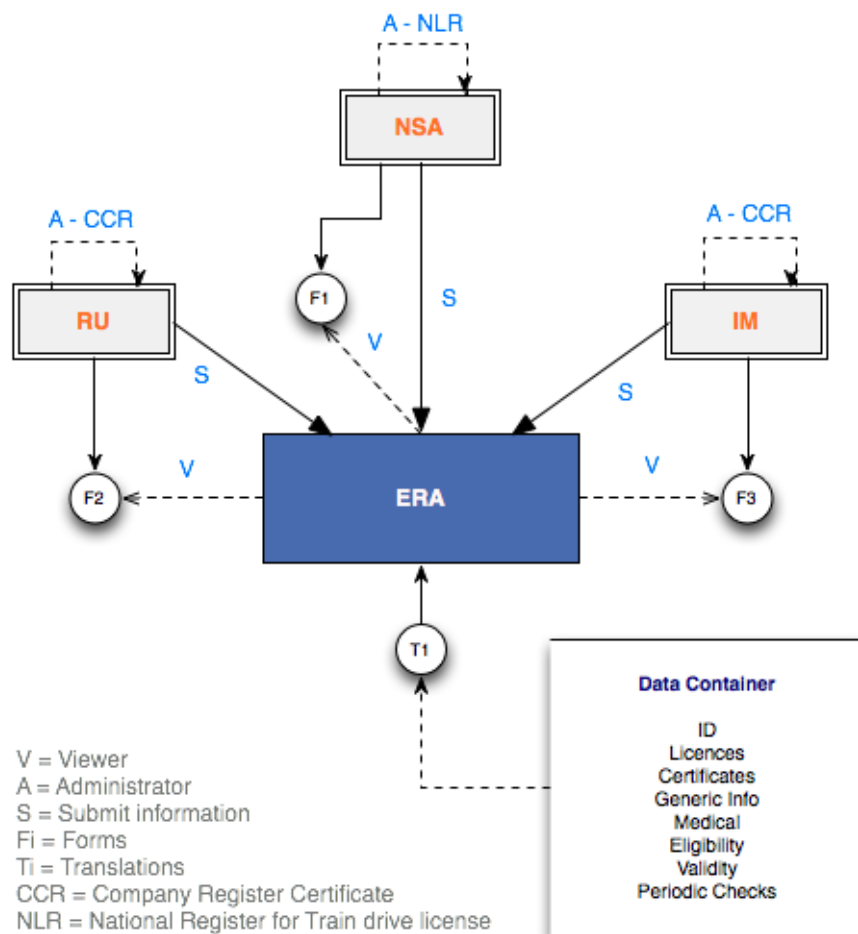 A - NLR
NSA
A - CCR
A - CCR
F1
S
RU
IM
V
S
S
V
V
F2
ERA
F3
T1
Data Container
ID
Licences
Certificates
Generic Info
Medical
Eligibility
Validity
Periodic Checks
V = Viewer
A = Administrator
S = Submit information
Fi = Forms
Ti = Translations
CCR = Company Register Certificate
NLR = National Register for Train drive license